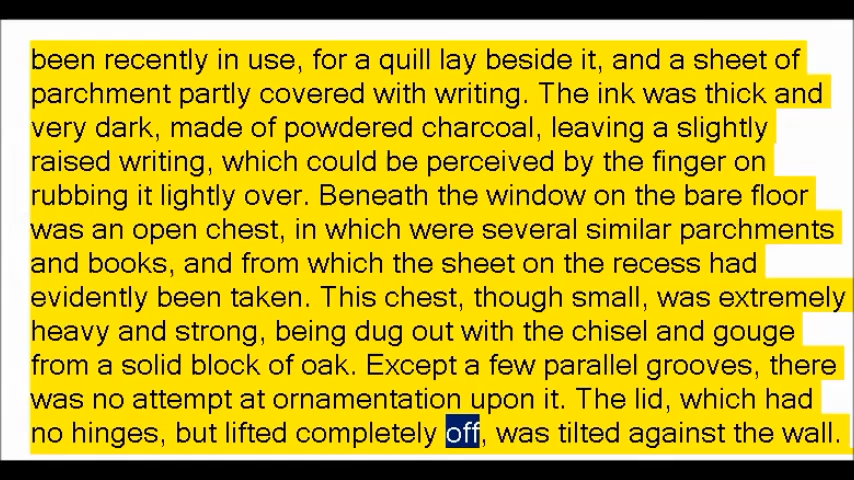 been recently in use, for a quill lay beside it, and a sheet of
parchment partly covered with writing. The ink was thick and
very dark, made of powdered charcoal, leaving a slightly
raised writing, which could be perceived by the finger on
rubbing it lightly over. Beneath the window on the bare floor
was an open chest, in which were several similar parchments
and books, and from which the sheet on the recess had
evidently been taken. This chest, though small, was extremely
heavy and strong, being dug out with the chisel and gouge
from a solid block of oak. Except a few parallel grooves, there
was no attempt at ornamentation upon it. The lid, which had
no hinges, but lifted completely off, was tilted against the wall.